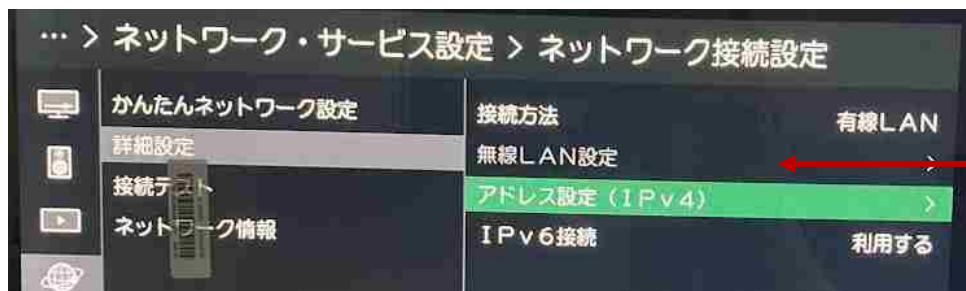 … > ネットワーク・サービス設定 > ネットワーク接続設定
かんたんネットワーク設定
詳細設定
接続テスト
ネットワーク情報
接続方法 有線LAN
無線LAN設定 >
アドレス設定（IPv4） >
IPv6接続 利用する